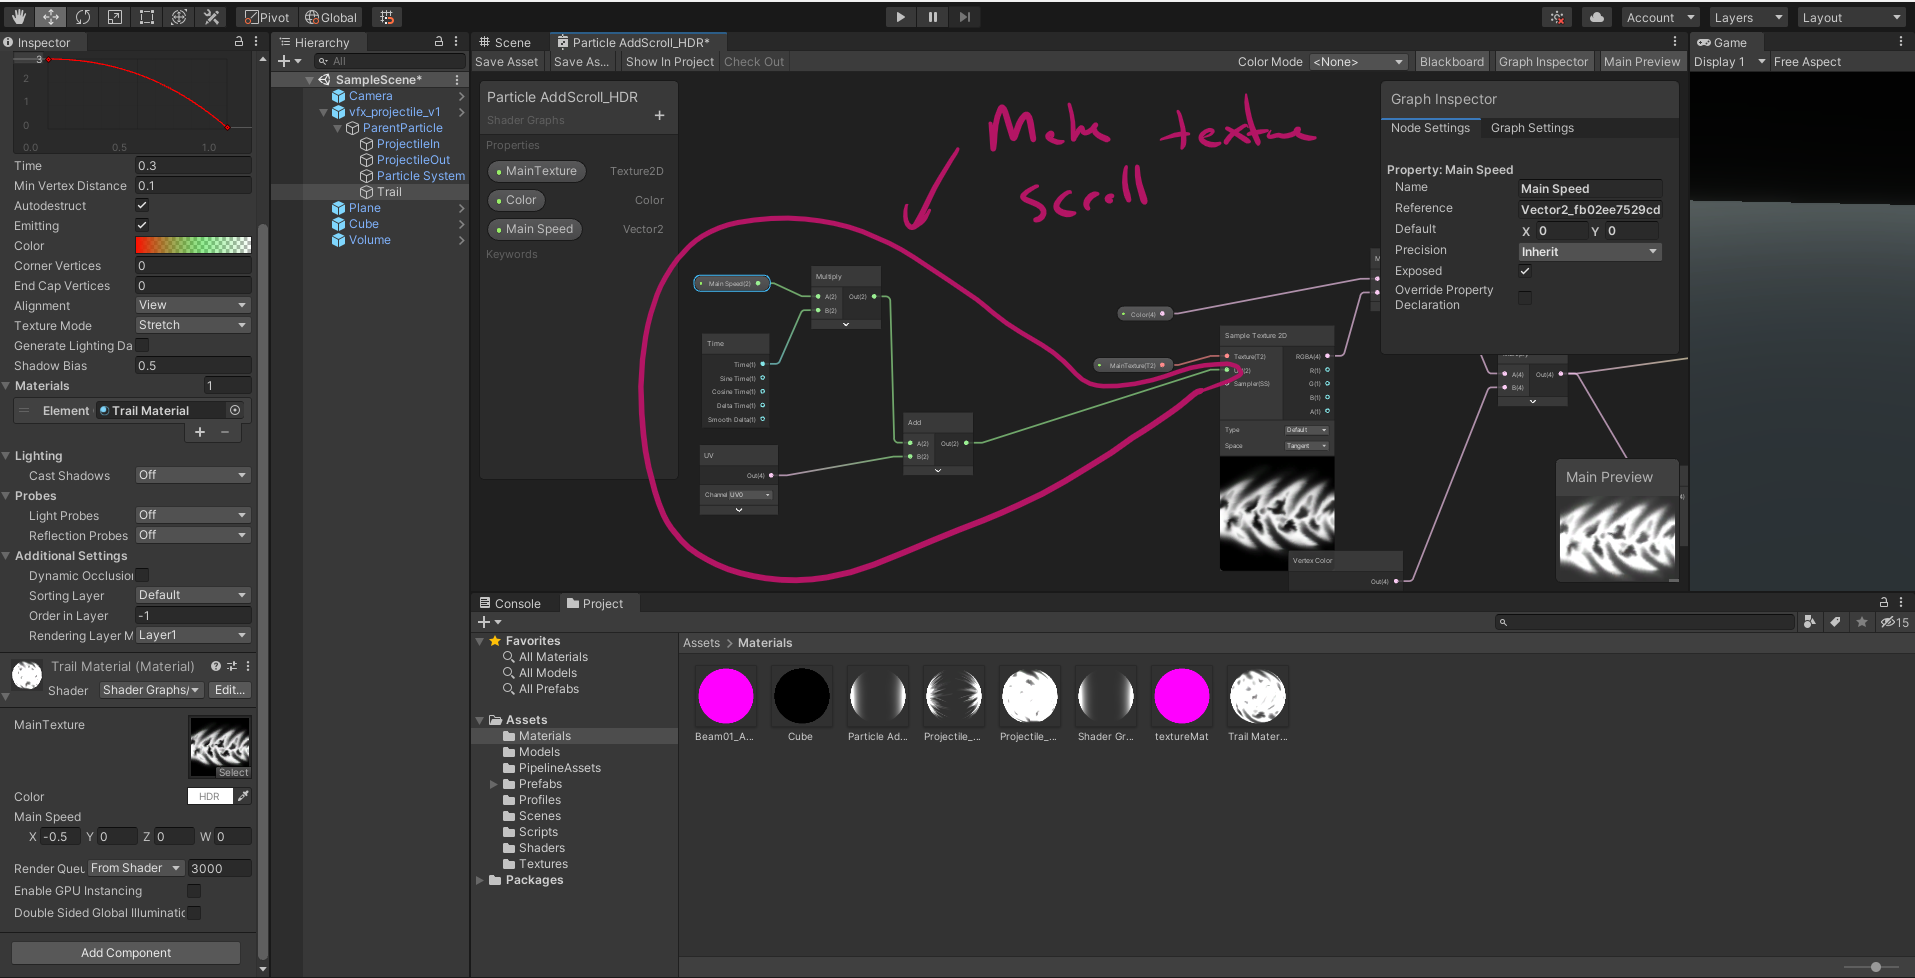 Pivot
Global
Account
Layers
Layout
Inspector
3
2
1
0
0.0
0.5
1.0
Time
0.3
Min Vertex Distance
0.1
Autodestruct
Emitting
Color
Corner Vertices
0
End Cap Vertices
0
Alignment
View
Texture Mode
Stretch
Generate Lighting Da
Shadow Bias
0.5
Materials
1
Element
Trail Material
Lighting
Cast Shadows
Off
Probes
Light Probes
Off
Reflection Probes
Off
Additional Settings
Dynamic Occlusion
Sorting Layer
Default
Order in Layer
-1
Rendering Layer M
Layer1
Trail Material (Material)
Shader
Shader Graphs/
Edit...
MainTexture
Select
Color
HDR
Main Speed
X -0.5 Y 0 Z 0 W 0
Render Queu
From Shader
3000
Enable GPU Instancing
Double Sided Global Illuminatic
Add Component
Hierarchy
All
SampleScene*
Camera
vfx_projectile_v1
ParentParticle
ProjectileIn
ProjectileOut
Particle System
Trail
Plane
Cube
Volume
Scene
Particle AddScroll_HDR*
Save Asset
Save As...
Show In Project
Check Out
Color Mode
<None>
Blackboard
Graph Inspector
Main Preview
Particle AddScroll_HDR
Shader Graphs
Properties
MainTexture
Texture2D
Color
Color
Main Speed
Vector2
Keywords
Make texture
scroll
Main Speed(2)
Multiply
A(2)
Out(2)
B(2)
Time
Time(1)
Sine Time(1)
Cosine Time(1)
Delta Time(1)
Smooth Delta(1)
UV
Out(4)
Channel
UV0
Add
A(2)
Out(2)
B(2)
Color(4)
MainTexture(T2)
Sample Texture 2D
Texture(T2)
RGBA(4)
R(1)
Sampler(SS)
G(1)
B(1)
A(1)
Type
Default
Space
Tangent
Vertex Color
Out(4)
A(4)
Out(4)
B(4)
Graph Inspector
Node Settings
Graph Settings
Property: Main Speed
Name
Main Speed
Reference
Vector2_fb02ee7529cd
Default
X 0 Y 0
Precision
Inherit
Exposed
Override Property
Declaration
Main Preview
Game
Display 1
Free Aspect
Console
Project
15
Favorites
All Materials
All Models
All Prefabs
Assets
Materials
Models
PipelineAssets
Prefabs
Profiles
Scenes
Scripts
Shaders
Textures
Packages
Assets > Materials
Beam01_A...
Cube
Particle Ad...
Projectile_...
Projectile_...
Shader Gr...
textureMat
Trail Mater...